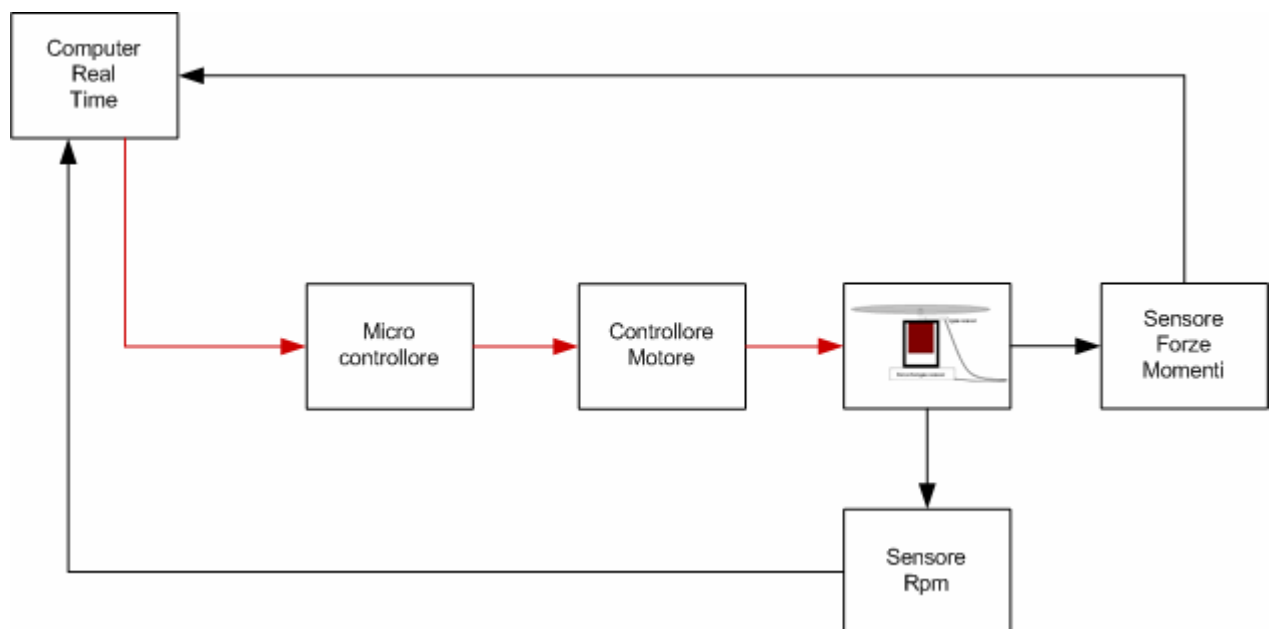 Computer
Real
Time
Micro
controllore
Controllore
Motore
Sensore
Forze
Momenti
Sensore
Rpm